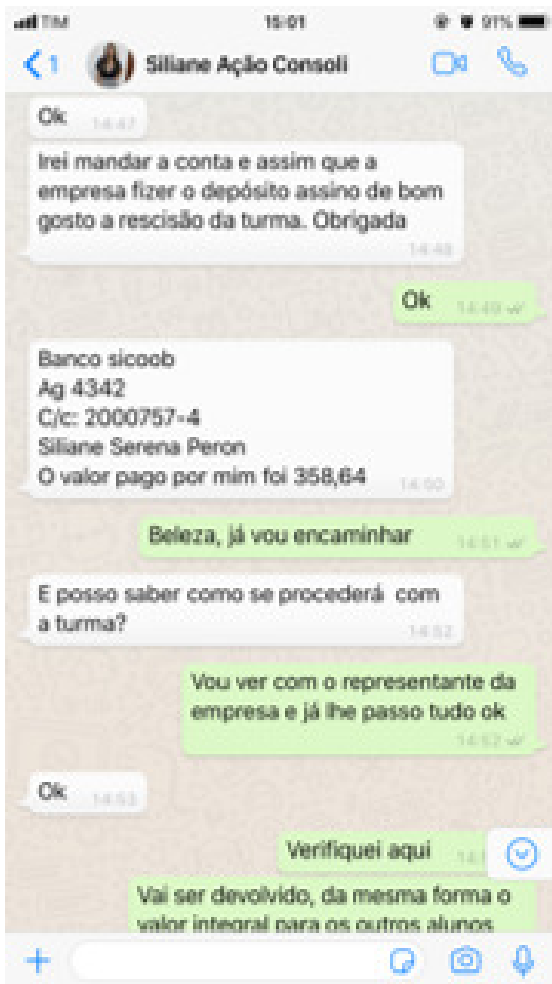 TIM 15:01 91%
1 Siliane Ação Consoli
Ok 14:47
Irei mandar a conta e assim que a
empresa fizer o depósito assino de bom
gosto a rescisão da turma. Obrigada
14:48
Ok 14:49
Banco sicoob
Ag 4342
C/c: 2000757-4
Siliane Serena Peron
O valor pago por mim foi 358,64 14:50
Beleza, já vou encaminhar 14:51
E posso saber como se procederá com
a turma?
14:52
Vou ver com o representante da
empresa e já lhe passo tudo ok
14:52
Ok 14:53
Verifiquei aqui
Vai ser devolvido, da mesma forma o
valor integral para os outros alunos